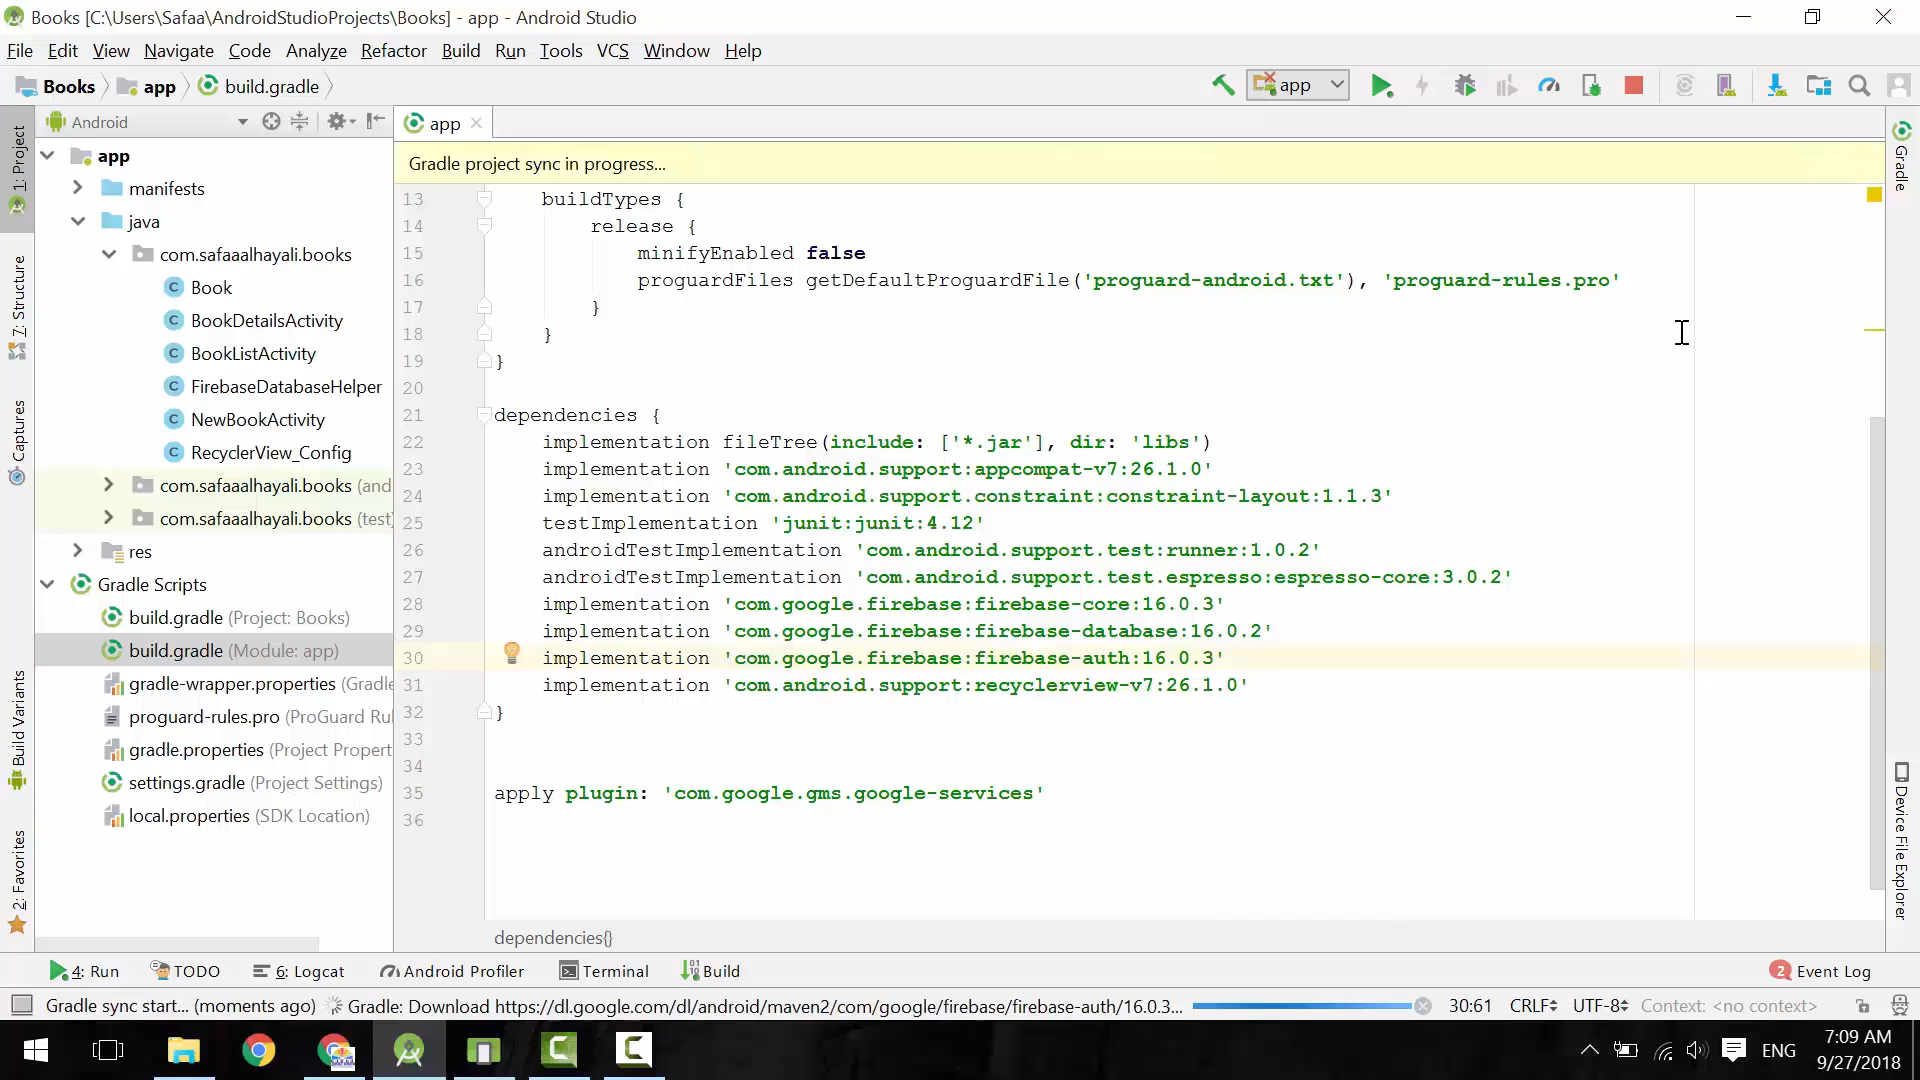 Books [C:\Users\Safaa\AndroidStudioProjects\Books] - app - Android Studio
File Edit View Navigate Code Analyze Refactor Build Run Tools VCS Window Help
Books app build.gradle
app
Android
app
1: Project
7: Structure
Captures
Build Variants
2: Favorites
app
manifests
java
com.safaaalhayali.books
Book
BookDetailsActivity
BookListActivity
FirebaseDatabaseHelper
NewBookActivity
RecyclerView_Config
com.safaaalhayali.books (and
com.safaaalhayali.books (test)
res
Gradle Scripts
build.gradle (Project: Books)
build.gradle (Module: app)
gradle-wrapper.properties (Gradle
proguard-rules.pro (ProGuard Rul
gradle.properties (Project Propert
settings.gradle (Project Settings)
local.properties (SDK Location)
Gradle project sync in progress...
13 buildTypes {
14 release {
15 minifyEnabled false
16 proguardFiles getDefaultProguardFile('proguard-android.txt'), 'proguard-rules.pro'
17 }
18 }
19 }
20
21 dependencies {
22 implementation fileTree(include: ['*.jar'], dir: 'libs')
23 implementation 'com.android.support:appcompat-v7:26.1.0'
24 implementation 'com.android.support.constraint:constraint-layout:1.1.3'
25 testImplementation 'junit:junit:4.12'
26 androidTestImplementation 'com.android.support.test:runner:1.0.2'
27 androidTestImplementation 'com.android.support.test.espresso:espresso-core:3.0.2'
28 implementation 'com.google.firebase:firebase-core:16.0.3'
29 implementation 'com.google.firebase:firebase-database:16.0.2'
30 implementation 'com.google.firebase:firebase-auth:16.0.3'
31 implementation 'com.android.support:recyclerview-v7:26.1.0'
32 }
33
34
35 apply plugin: 'com.google.gms.google-services'
36
dependencies{}
Gradle
Device File Explorer
4: Run TODO 6: Logcat Android Profiler Terminal Build 2 Event Log
Gradle sync start... (moments ago) Gradle: Download https://dl.google.com/dl/android/maven2/com/google/firebase/firebase-auth/16.0.3... 30:61 CRLF UTF-8 Context: <no context>
ENG
7:09 AM
9/27/2018